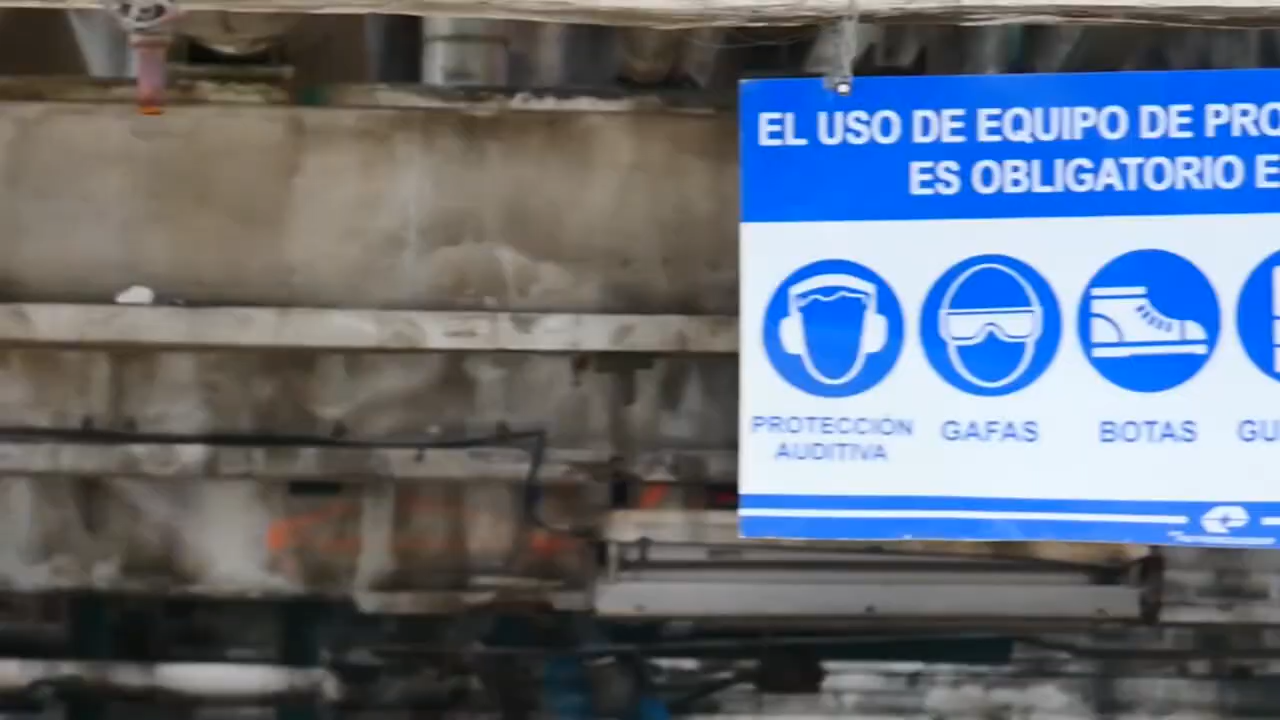 EL USO DE EQUIPO DE PRO
ES OBLIGATORIO E
PROTECCIÓN
AUDITIVA
GAFAS
BOTAS
GU